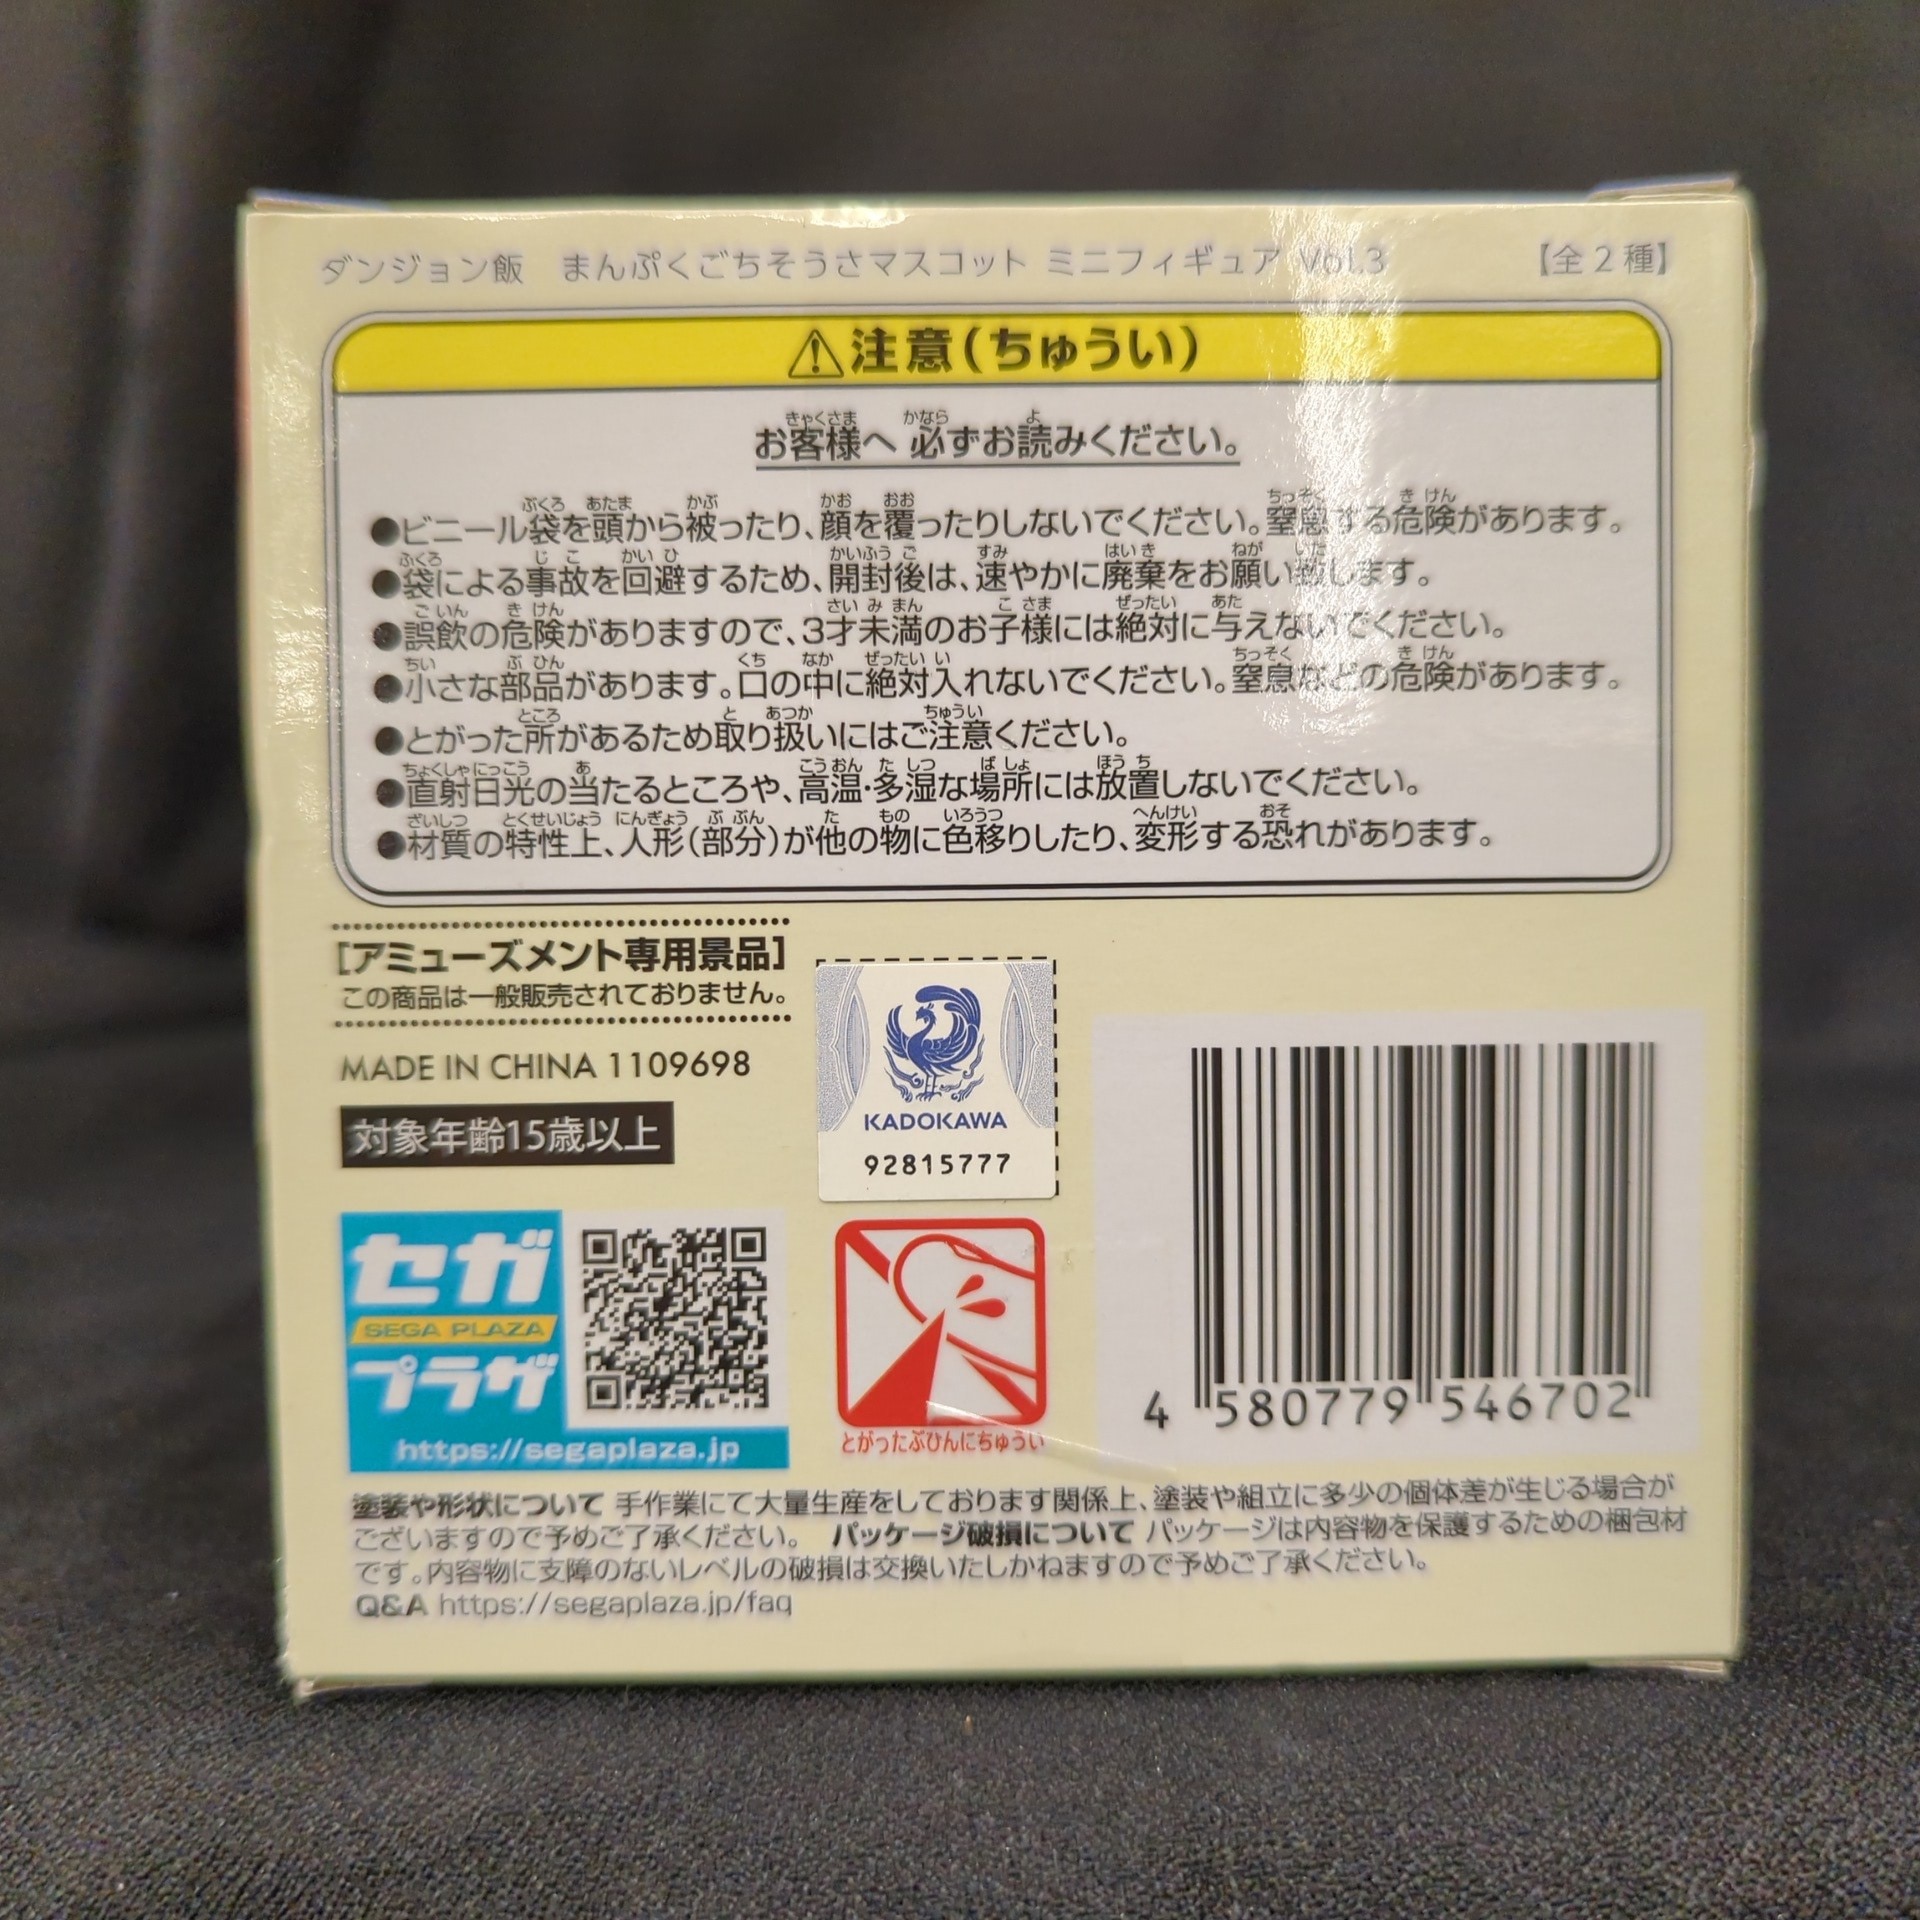 ダンジョン飯 まんぷくごちそうさマスコット ミニフィギュア Vol.3 【全2種】
⚠注意(ちゅうい)
お客様へ 必ずお読みください。
●ビニール袋を頭から被ったり、顔を覆ったりしないでください。窒息する危険があります。
●袋による事故を回避するため、開封後は、速やかに廃棄をお願い致します。
●誤飲の危険がありますので、3才未満のお子様には絶対に与えないでください。
●小さな部品があります。口の中に絶対入れないでください。窒息などの危険があります。
●とがった所があるため取り扱いにはご注意ください。
●直射日光の当たるところや、高温・多湿な場所には放置しないでください。
●材質の特性上、人形(部分)が他の物に色移りしたり、変形する恐れがあります。
[アミューズメント専用景品]
この商品は一般販売されておりません。
MADE IN CHINA 1109698
対象年齢15歳以上
KADOKAWA
92815777
セガ
SEGA PLAZA
プラザ
https://segaplaza.jp
とがったぶひんにちゅうい
4 580779 546702
塗装や形状について 手作業にて大量生産をしております関係上、塗装や組立に多少の個体差が生じる場合が
ございますので予めご了承ください。 パッケージ破損について パッケージは内容物を保護するための梱包材
です。内容物に支障のないレベルの破損は交換いたしかねますので予めご了承ください。
Q&A https://segaplaza.jp/faq